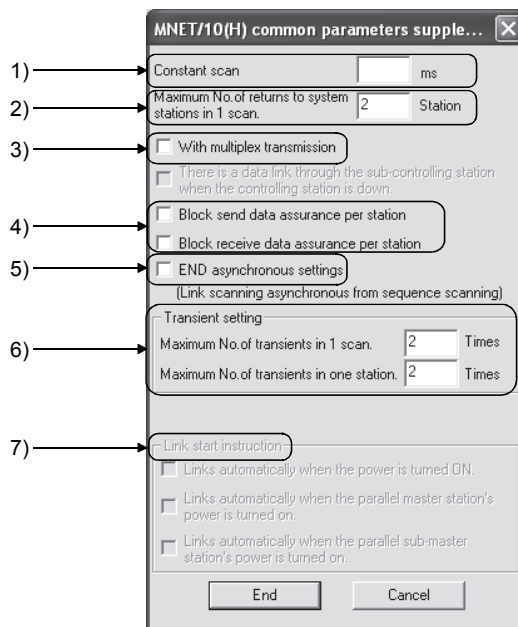 MNET/10(H) common parameters supple...
1)
Constant scan ms
2)
Maximum No.of returns to system
stations in 1 scan. 2 Station
3)
With multiplex transmission
There is a data link through the sub-controlling station
when the controlling station is down.
4)
Block send data assurance per station
Block receive data assurance per station
5)
END asynchronous settings
(Link scanning asynchronous from sequence scanning)
6)
Transient setting
Maximum No.of transients in 1 scan. 2 Times
Maximum No.of transients in one station. 2 Times
7)
Link start instruction
Links automatically when the power is turned ON.
Links automatically when the parallel master station's
power is turned on.
Links automatically when the parallel sub-master
station's power is turned on.
End Cancel